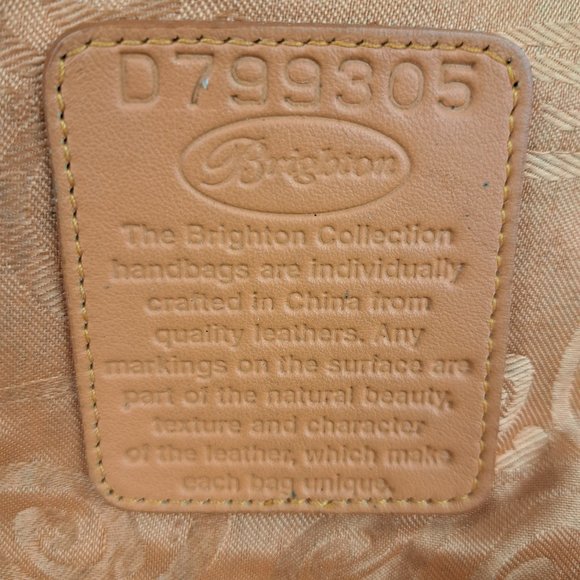 D799305
Brighton
The Brighton Collection
handbags are individually
crafted in China from
quality leathers. Any
markings on the surface are
part of the natural beauty,
texture and character
of the leather, which make
each bag unique.